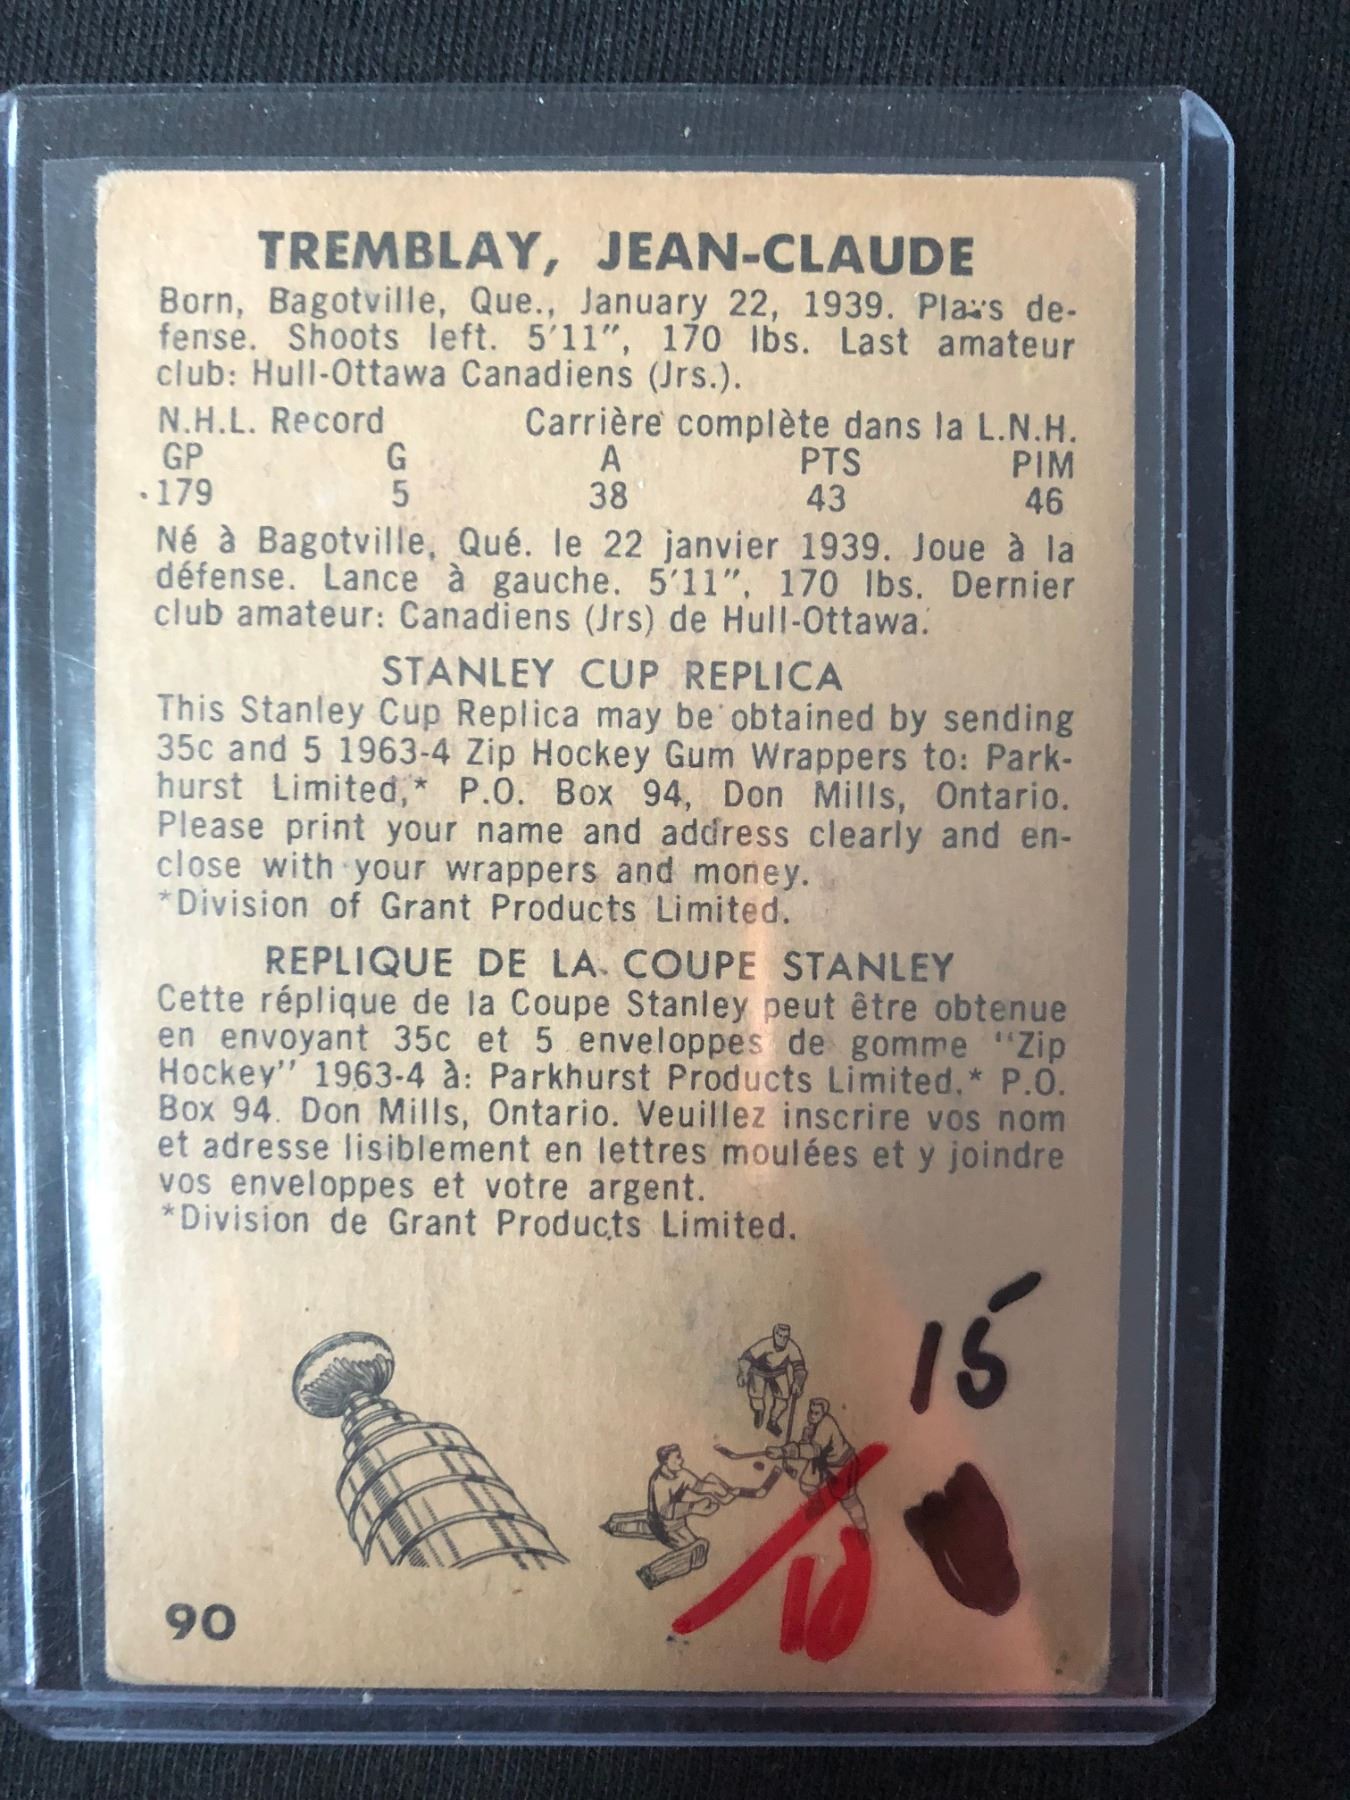 TREMBLAY, JEAN-CLAUDE
Born, Bagotville, Que., January 22, 1939. Plays de-
fense. Shoots left. 5'11", 170 lbs. Last amateur
club: Hull-Ottawa Canadiens (Jrs.).
N.H.L. Record Carrière complète dans la L.N.H.
GP G A PTS PIM
179 5 38 43 46
Né à Bagotville, Qué. le 22 janvier 1939. Joue à la
défense. Lance à gauche. 5'11", 170 lbs. Dernier
club amateur: Canadiens (Jrs) de Hull-Ottawa.
STANLEY CUP REPLICA
This Stanley Cup Replica may be obtained by sending
35c and 5 1963-4 Zip Hockey Gum Wrappers to: Park-
hurst Limited,* P.O. Box 94, Don Mills, Ontario.
Please print your name and address clearly and en-
close with your wrappers and money.
*Division of Grant Products Limited.
REPLIQUE DE LA COUPE STANLEY
Cette réplique de la Coupe Stanley peut être obtenue
en envoyant 35c et 5 enveloppes de gomme "Zip
Hockey" 1963-4 à: Parkhurst Products Limited.* P.O.
Box 94. Don Mills, Ontario. Veuillez inscrire vos nom
et adresse lisiblement en lettres moulées et y joindre
vos enveloppes et votre argent.
*Division de Grant Products Limited.
15
10
90